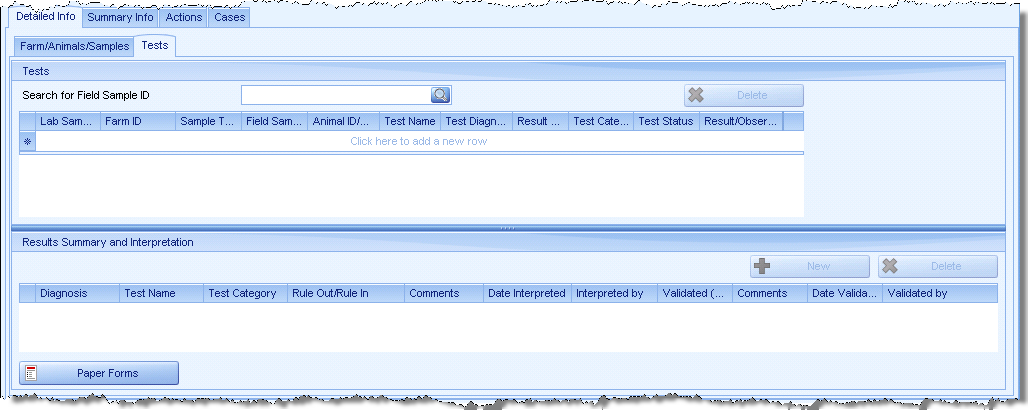 Detailed Info Summary Info Actions Cases
Farm/Animals/Samples Tests
Tests
Search for Field Sample ID Delete
Lab Sam... Farm ID Sample T... Field Sam... Animal ID/... Test Name Test Diagn... Result ... Test Cate... Test Status Result/Obser...
Click here to add a new row
Results Summary and Interpretation
New Delete
Diagnosis Test Name Test Category Rule Out/Rule In Comments Date Interpreted Interpreted by Validated (... Comments Date Valida... Validated by
Paper Forms